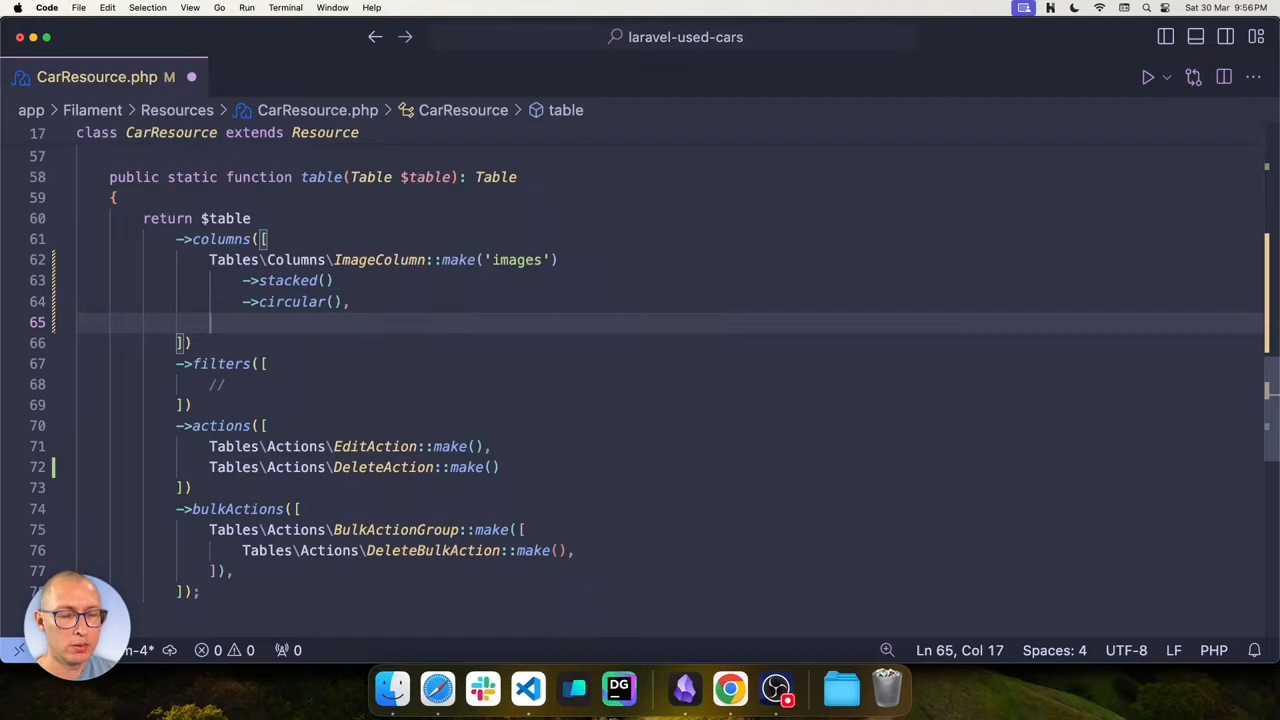 Code File Edit Selection View Go Run Terminal Window Help Sat 30 Mar 9:56 PM
laravel-used-cars
CarResource.php M
app > Filament > Resources > CarResource.php > CarResource > table
17 class CarResource extends Resource
57
58 public static function table(Table $table): Table
59 {
60 return $table
61 ->columns([
62 Tables\Columns\ImageColumn::make('images')
63 ->stacked()
64 ->circular(),
65
66 ])
67 ->filters([
68 //
69 ])
70 ->actions([
71 Tables\Actions\EditAction::make(),
72 Tables\Actions\DeleteAction::make()
73 ])
74 ->bulkActions([
75 Tables\Actions\BulkActionGroup::make([
76 Tables\Actions\DeleteBulkAction::make(),
77 ]),
]);
0 0 0 Ln 65, Col 17 Spaces: 4 UTF-8 LF PHP
DG